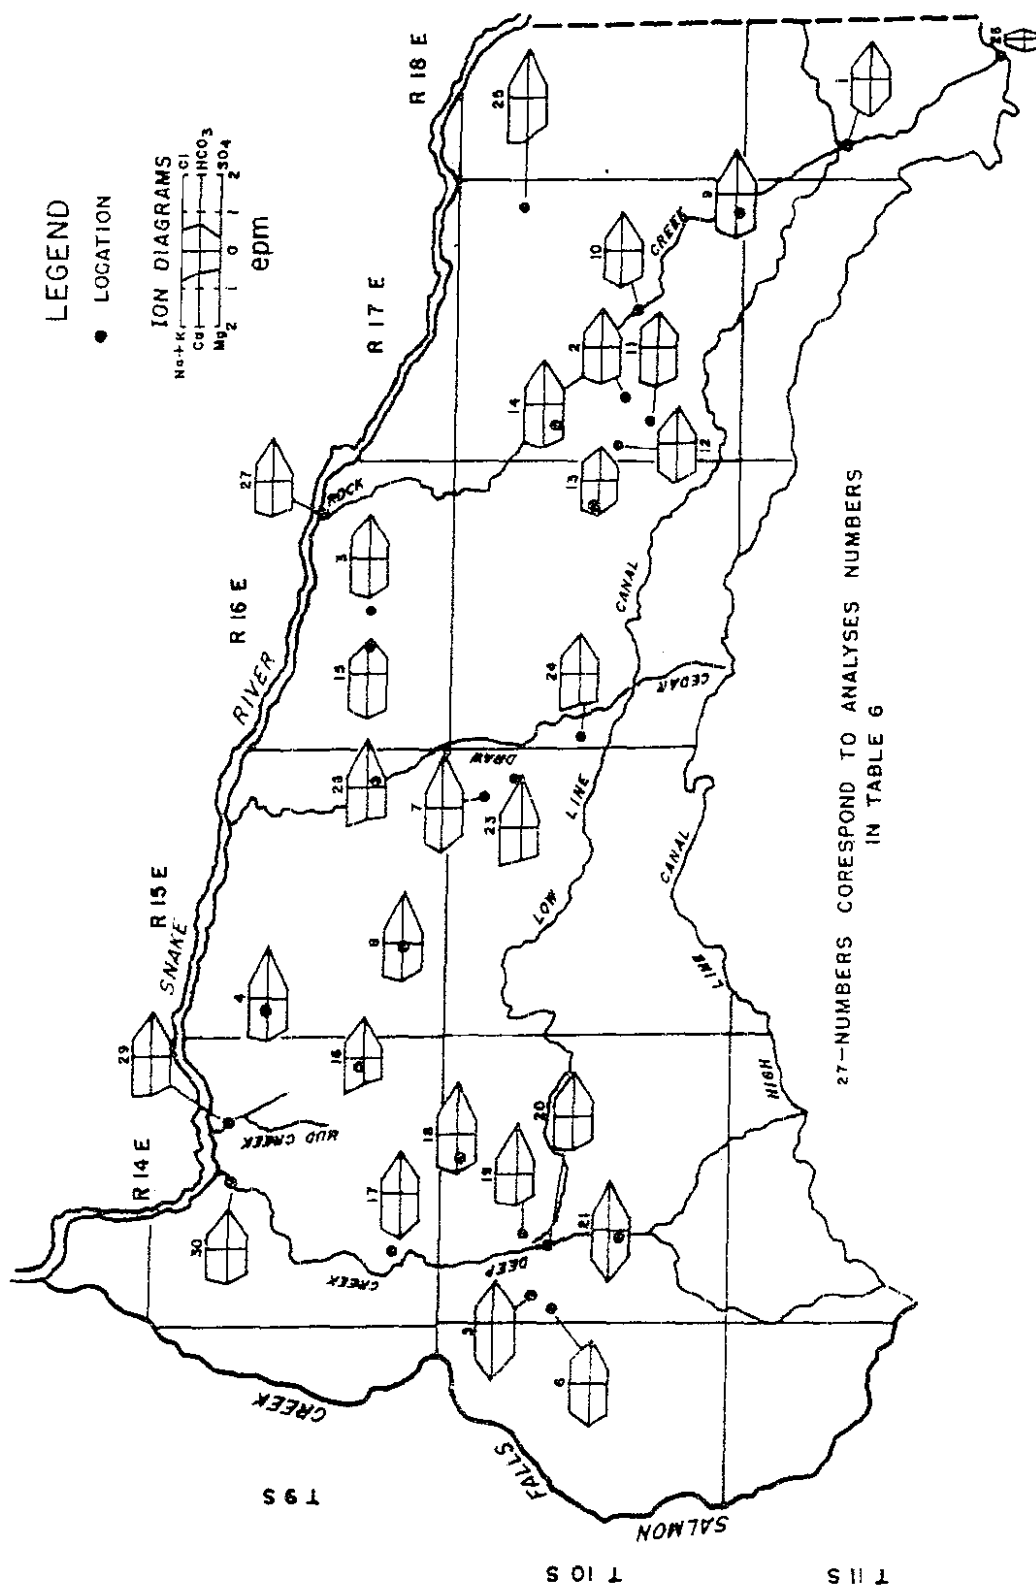 LEGEND
LOCATION
ION DIAGRAMS
Na+K
Cl
Ca
HCO3
Mg
SO4
2 1 0 1 2
epm
R 14 E
R 15 E
R 16 E
R 17 E
R 18 E
T 9 S
T 10 S
T 11 S
SNAKE RIVER
ROCK CREEK
MUD CREEK
DEEP CREEK
CEDAR DRAW
LOW LINE CANAL
HIGH LINE CANAL
SALMON FALLS CREEK
29
4
27
25
30
16
8
28
15
3
14
10
2
11
9
1
26
17
18
7
23
24
13
12
19
20
21
6
27—NUMBERS CORESPOND TO ANALYSES NUMBERS
IN TABLE 6